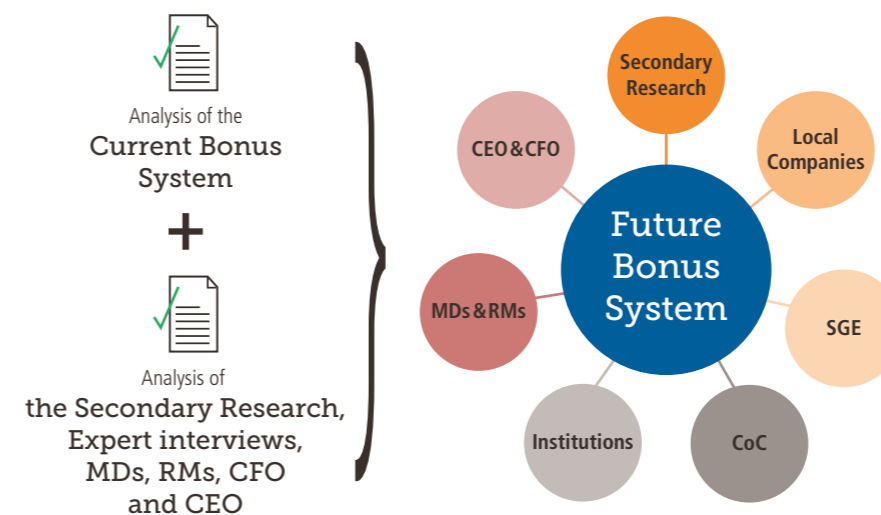 Analysis of the
Current Bonus
System
+
Analysis of
the Secondary Research,
Expert interviews,
MDs, RMs, CFO
and CEO
Secondary
Research
Local
Companies
CEO & CFO
Future
Bonus
System
MDs & RMs
SGE
Institutions
CoC